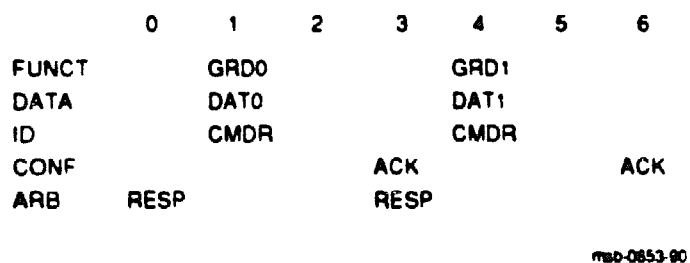 0 1 2 3 4 5 6
FUNCT GRD0 GRD1
DATA DAT0 DAT1
ID CMDR CMDR
CONF ACK ACK
ARB RESP RESP
msb-0853-90